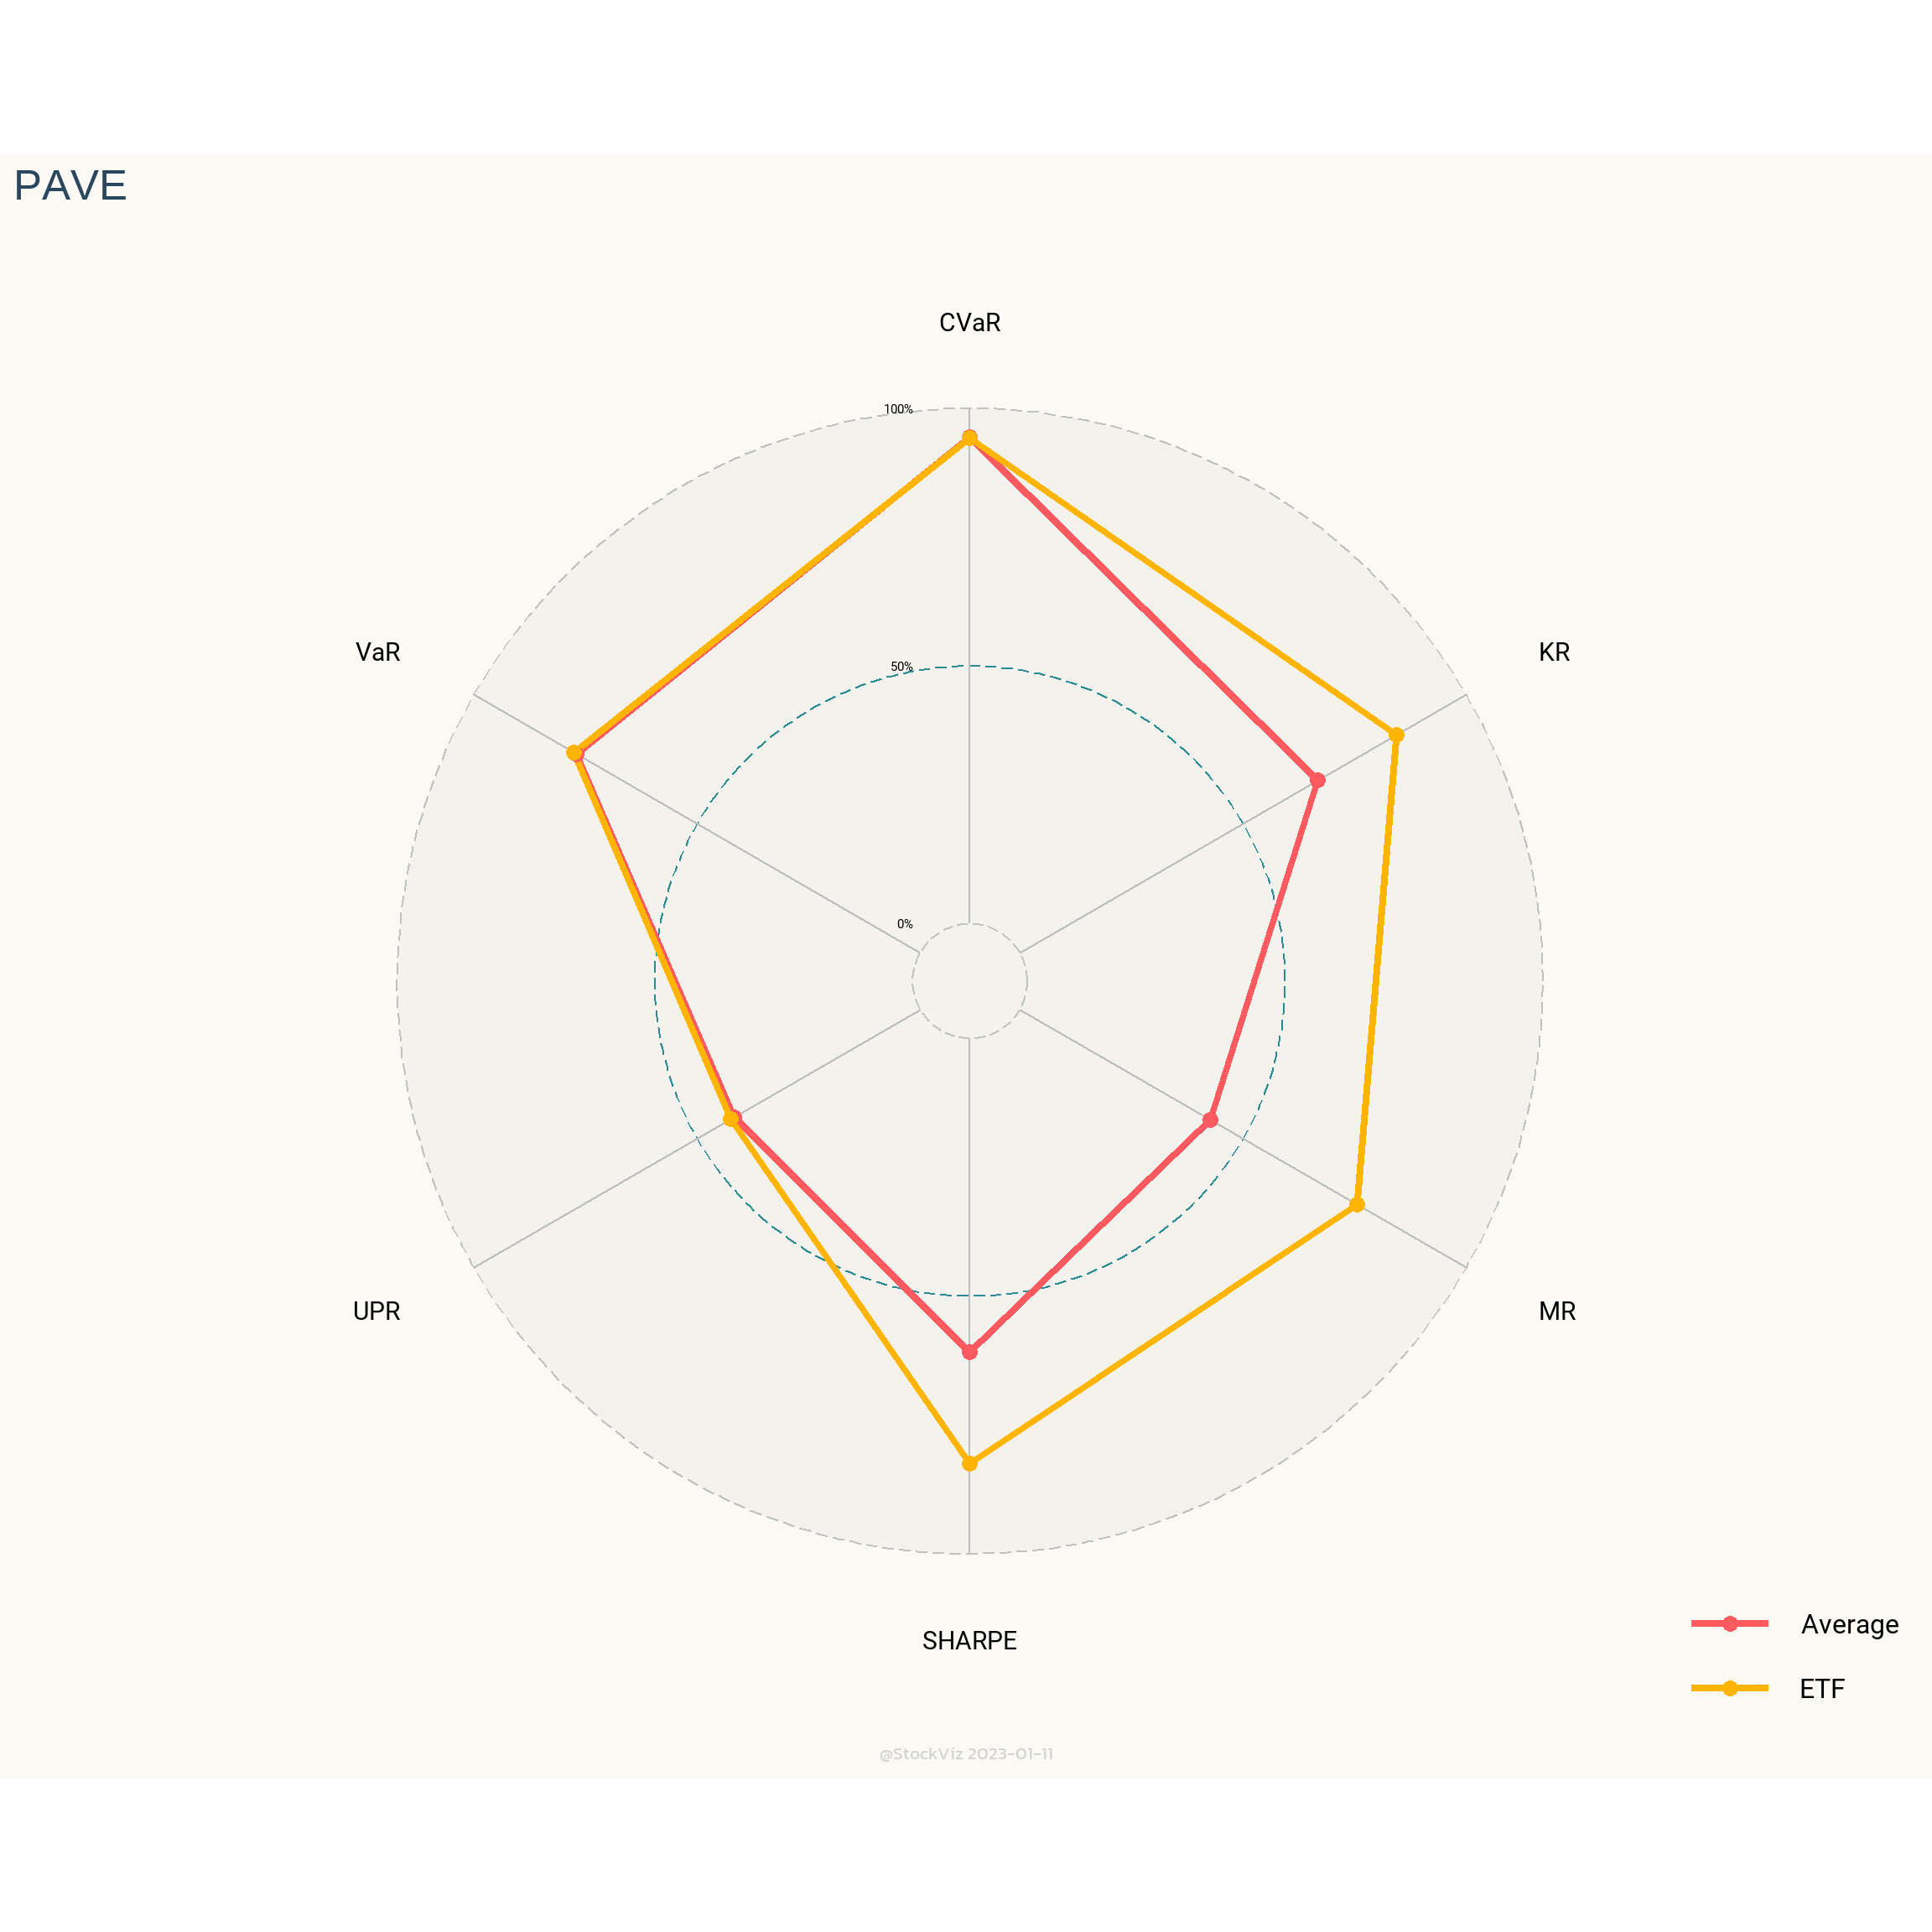 PAVE
CVaR
100%
VaR
KR
50%
0%
UPR
MR
SHARPE
Average
ETF
@StockViz 2023-01-11